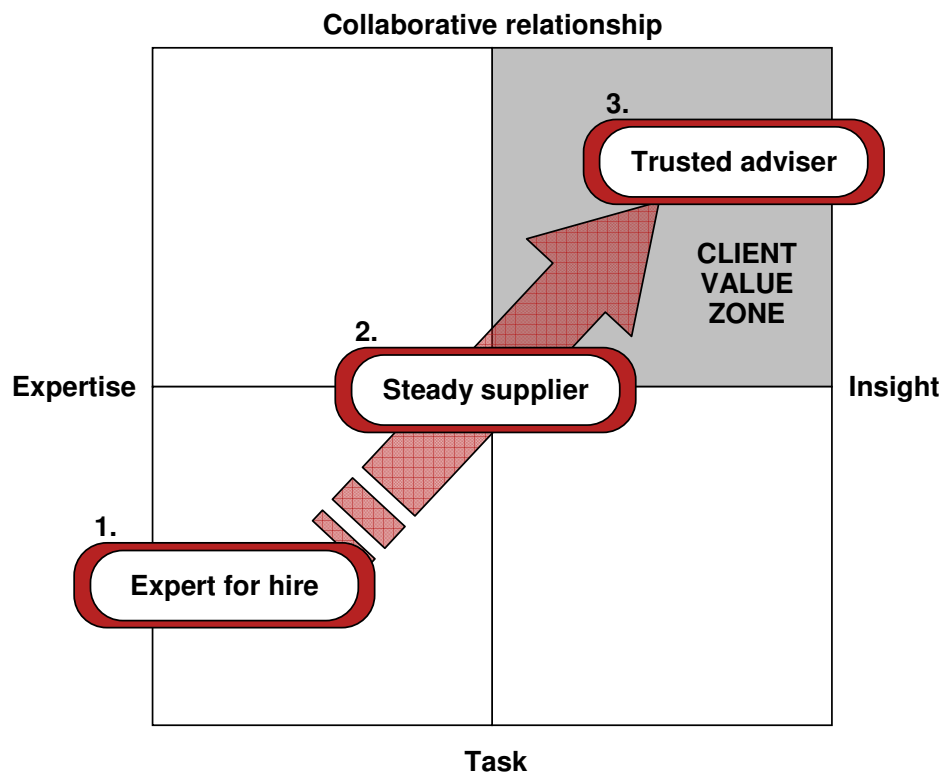 Collaborative relationship
3.
Trusted adviser
CLIENT
VALUE
ZONE
2.
Expertise
Steady supplier
Insight
1.
Expert for hire
Task